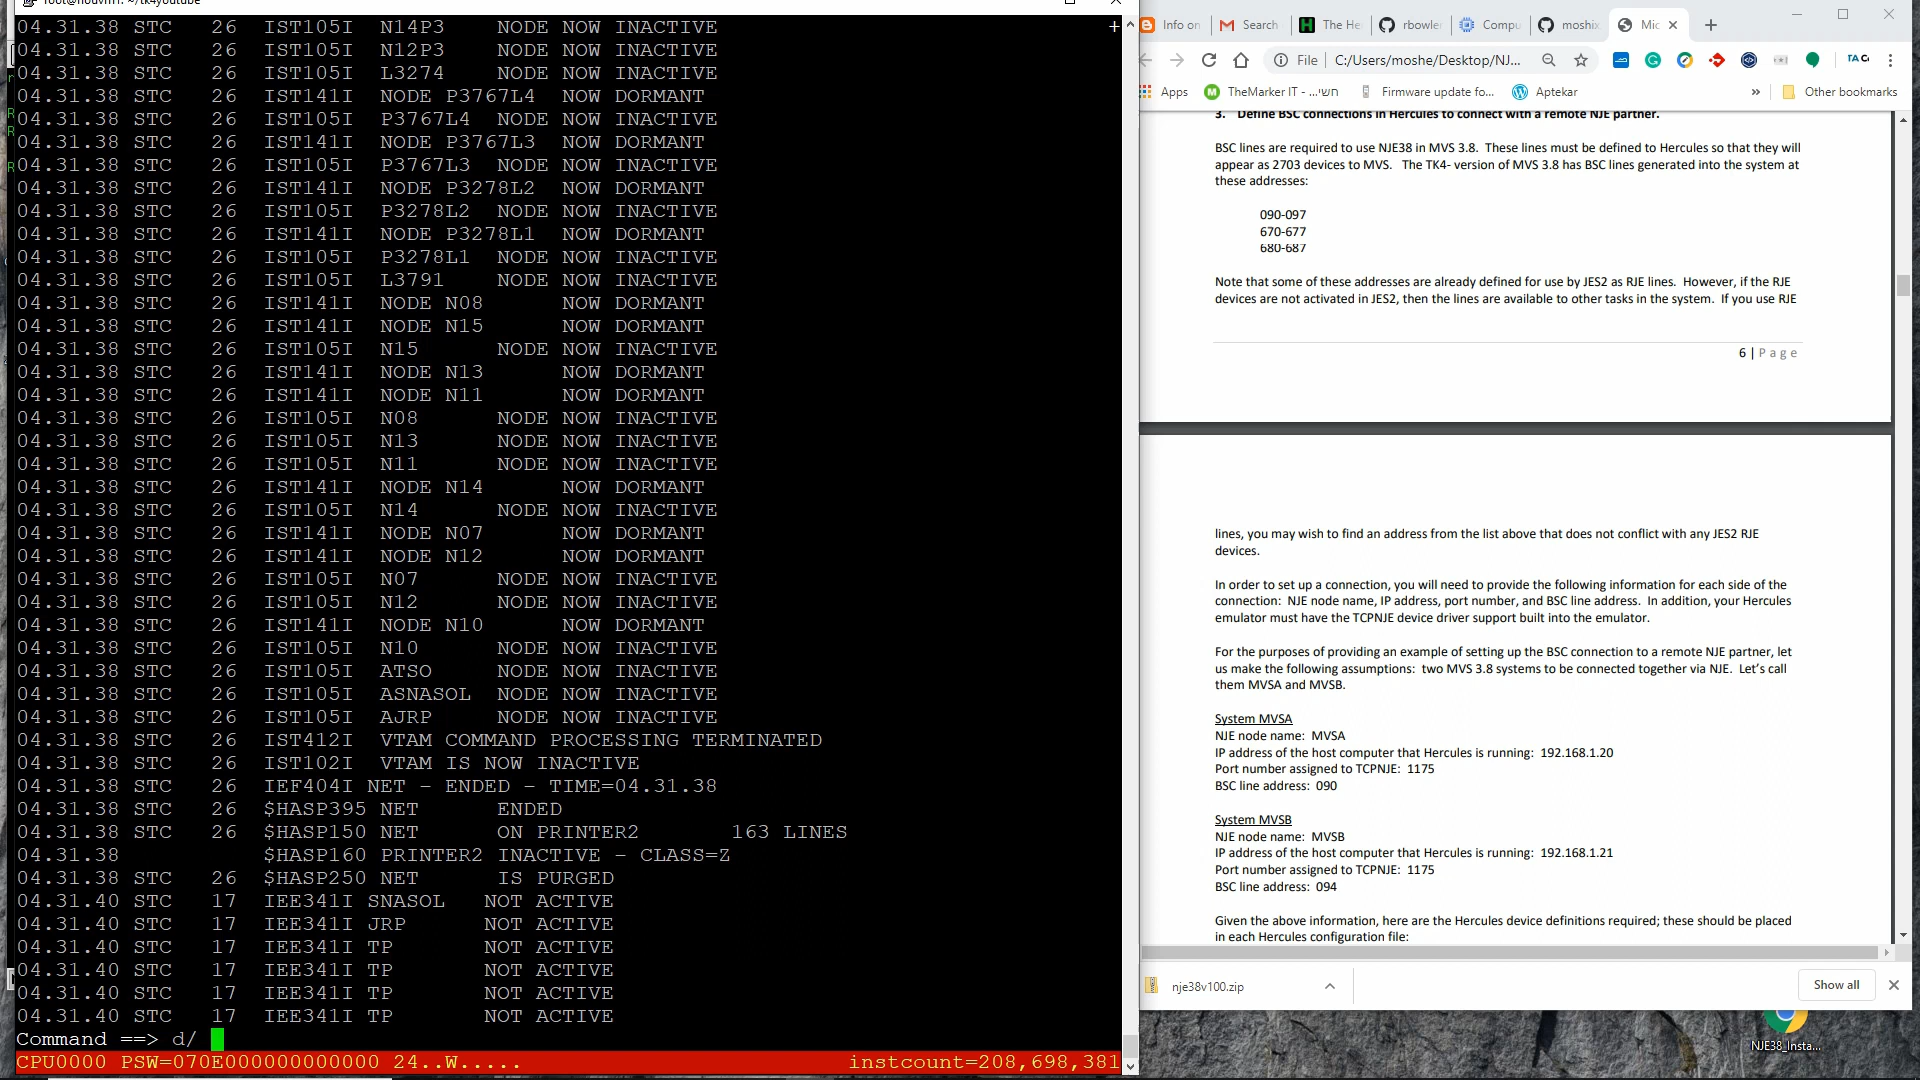 root@houvm1: ~/tk4youtube
04.31.38 STC 26 IST105I N14P3 NODE NOW INACTIVE
04.31.38 STC 26 IST105I N12P3 NODE NOW INACTIVE
04.31.38 STC 26 IST105I L3274 NODE NOW INACTIVE
04.31.38 STC 26 IST141I NODE P3767L4 NOW DORMANT
04.31.38 STC 26 IST105I P3767L4 NODE NOW INACTIVE
04.31.38 STC 26 IST141I NODE P3767L3 NOW DORMANT
04.31.38 STC 26 IST105I P3767L3 NODE NOW INACTIVE
04.31.38 STC 26 IST141I NODE P3278L2 NOW DORMANT
04.31.38 STC 26 IST105I P3278L2 NODE NOW INACTIVE
04.31.38 STC 26 IST141I NODE P3278L1 NOW DORMANT
04.31.38 STC 26 IST105I P3278L1 NODE NOW INACTIVE
04.31.38 STC 26 IST105I L3791 NODE NOW INACTIVE
04.31.38 STC 26 IST141I NODE N08 NOW DORMANT
04.31.38 STC 26 IST141I NODE N15 NOW DORMANT
04.31.38 STC 26 IST105I N15 NODE NOW INACTIVE
04.31.38 STC 26 IST141I NODE N13 NOW DORMANT
04.31.38 STC 26 IST141I NODE N11 NOW DORMANT
04.31.38 STC 26 IST105I N08 NODE NOW INACTIVE
04.31.38 STC 26 IST105I N13 NODE NOW INACTIVE
04.31.38 STC 26 IST105I N11 NODE NOW INACTIVE
04.31.38 STC 26 IST141I NODE N14 NOW DORMANT
04.31.38 STC 26 IST105I N14 NODE NOW INACTIVE
04.31.38 STC 26 IST141I NODE N07 NOW DORMANT
04.31.38 STC 26 IST141I NODE N12 NOW DORMANT
04.31.38 STC 26 IST105I N07 NODE NOW INACTIVE
04.31.38 STC 26 IST105I N12 NODE NOW INACTIVE
04.31.38 STC 26 IST141I NODE N10 NOW DORMANT
04.31.38 STC 26 IST105I N10 NODE NOW INACTIVE
04.31.38 STC 26 IST105I ATSO NODE NOW INACTIVE
04.31.38 STC 26 IST105I ASNASOL NODE NOW INACTIVE
04.31.38 STC 26 IST105I AJRP NODE NOW INACTIVE
04.31.38 STC 26 IST412I VTAM COMMAND PROCESSING TERMINATED
04.31.38 STC 26 IST102I VTAM IS NOW INACTIVE
04.31.38 STC 26 IEF404I NET - ENDED - TIME=04.31.38
04.31.38 STC 26 $HASP395 NET ENDED
04.31.38 STC 26 $HASP150 NET ON PRINTER2 163 LINES
04.31.38 $HASP160 PRINTER2 INACTIVE - CLASS=Z
04.31.38 STC 26 $HASP250 NET IS PURGED
04.31.40 STC 17 IEE341I SNASOL NOT ACTIVE
04.31.40 STC 17 IEE341I JRP NOT ACTIVE
04.31.40 STC 17 IEE341I TP NOT ACTIVE
04.31.40 STC 17 IEE341I TP NOT ACTIVE
04.31.40 STC 17 IEE341I TP NOT ACTIVE
04.31.40 STC 17 IEE341I TP NOT ACTIVE
Command ==> d/
CPU0000 PSW=070E000000000000 24..W..... instcount=208,698,381
Info on Search The He rbowler Compu moshix Mic
File C:/Users/moshe/Desktop/NJ...
Apps TheMarker IT - ...חשי Firmware update fo... Aptekar » Other bookmarks
3. Define BSC connections in Hercules to connect with a remote NJE partner.
BSC lines are required to use NJE38 in MVS 3.8. These lines must be defined to Hercules so that they will
appear as 2703 devices to MVS. The TK4- version of MVS 3.8 has BSC lines generated into the system at
these addresses:
090-097
670-677
680-687
Note that some of these addresses are already defined for use by JES2 as RJE lines. However, if the RJE
devices are not activated in JES2, then the lines are available to other tasks in the system. If you use RJE
6 | Page
lines, you may wish to find an address from the list above that does not conflict with any JES2 RJE
devices.
In order to set up a connection, you will need to provide the following information for each side of the
connection: NJE node name, IP address, port number, and BSC line address. In addition, your Hercules
emulator must have the TCPNJE device driver support built into the emulator.
For the purposes of providing an example of setting up the BSC connection to a remote NJE partner, let
us make the following assumptions: two MVS 3.8 systems to be connected together via NJE. Let's call
them MVSA and MVSB.
System MVSA
NJE node name: MVSA
IP address of the host computer that Hercules is running: 192.168.1.20
Port number assigned to TCPNJE: 1175
BSC line address: 090
System MVSB
NJE node name: MVSB
IP address of the host computer that Hercules is running: 192.168.1.21
Port number assigned to TCPNJE: 1175
BSC line address: 094
Given the above information, here are the Hercules device definitions required; these should be placed
in each Hercules configuration file:
nje38v100.zip
Show all
NJE38_Insta...